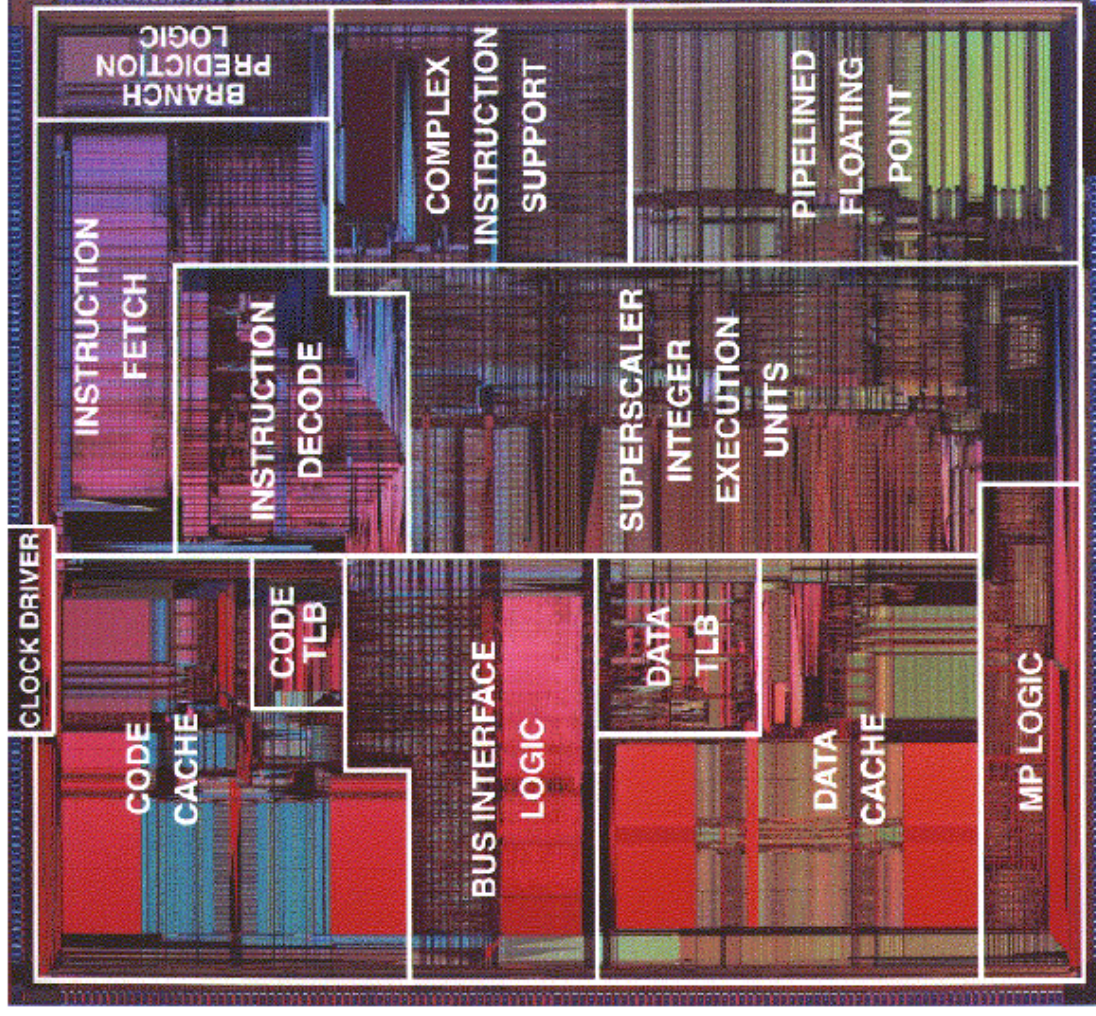 BRANCH
PREDICTION
LOGIC
INSTRUCTION
FETCH
COMPLEX
INSTRUCTION
SUPPORT
PIPELINED
FLOATING
POINT
CLOCK DRIVER
INSTRUCTION
DECODE
SUPERSCALER
INTEGER
EXECUTION
UNITS
CODE
CACHE
CODE
TLB
BUS INTERFACE
LOGIC
DATA
TLB
DATA
CACHE
MP LOGIC